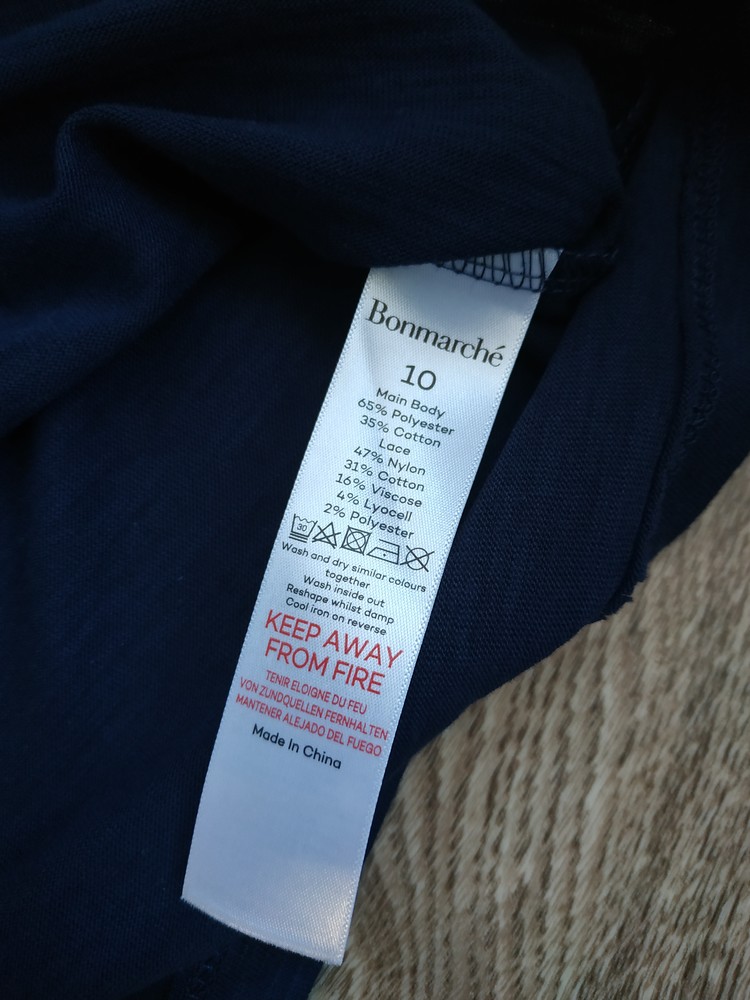 Bonmarché
10
Main Body
65% Polyester
35% Cotton
Lace
47% Nylon
31% Cotton
16% Viscose
4% Lyocell
2% Polyester
30
Wash and dry similar colours
together
Wash inside out
Reshape whilst damp
Cool iron on reverse
KEEP AWAY
FROM FIRE
TENIR ELOIGNE DU FEU
VON ZUNDQUELLEN FERNHALTEN
MANTENER ALEJADO DEL FUEGO
Made In China